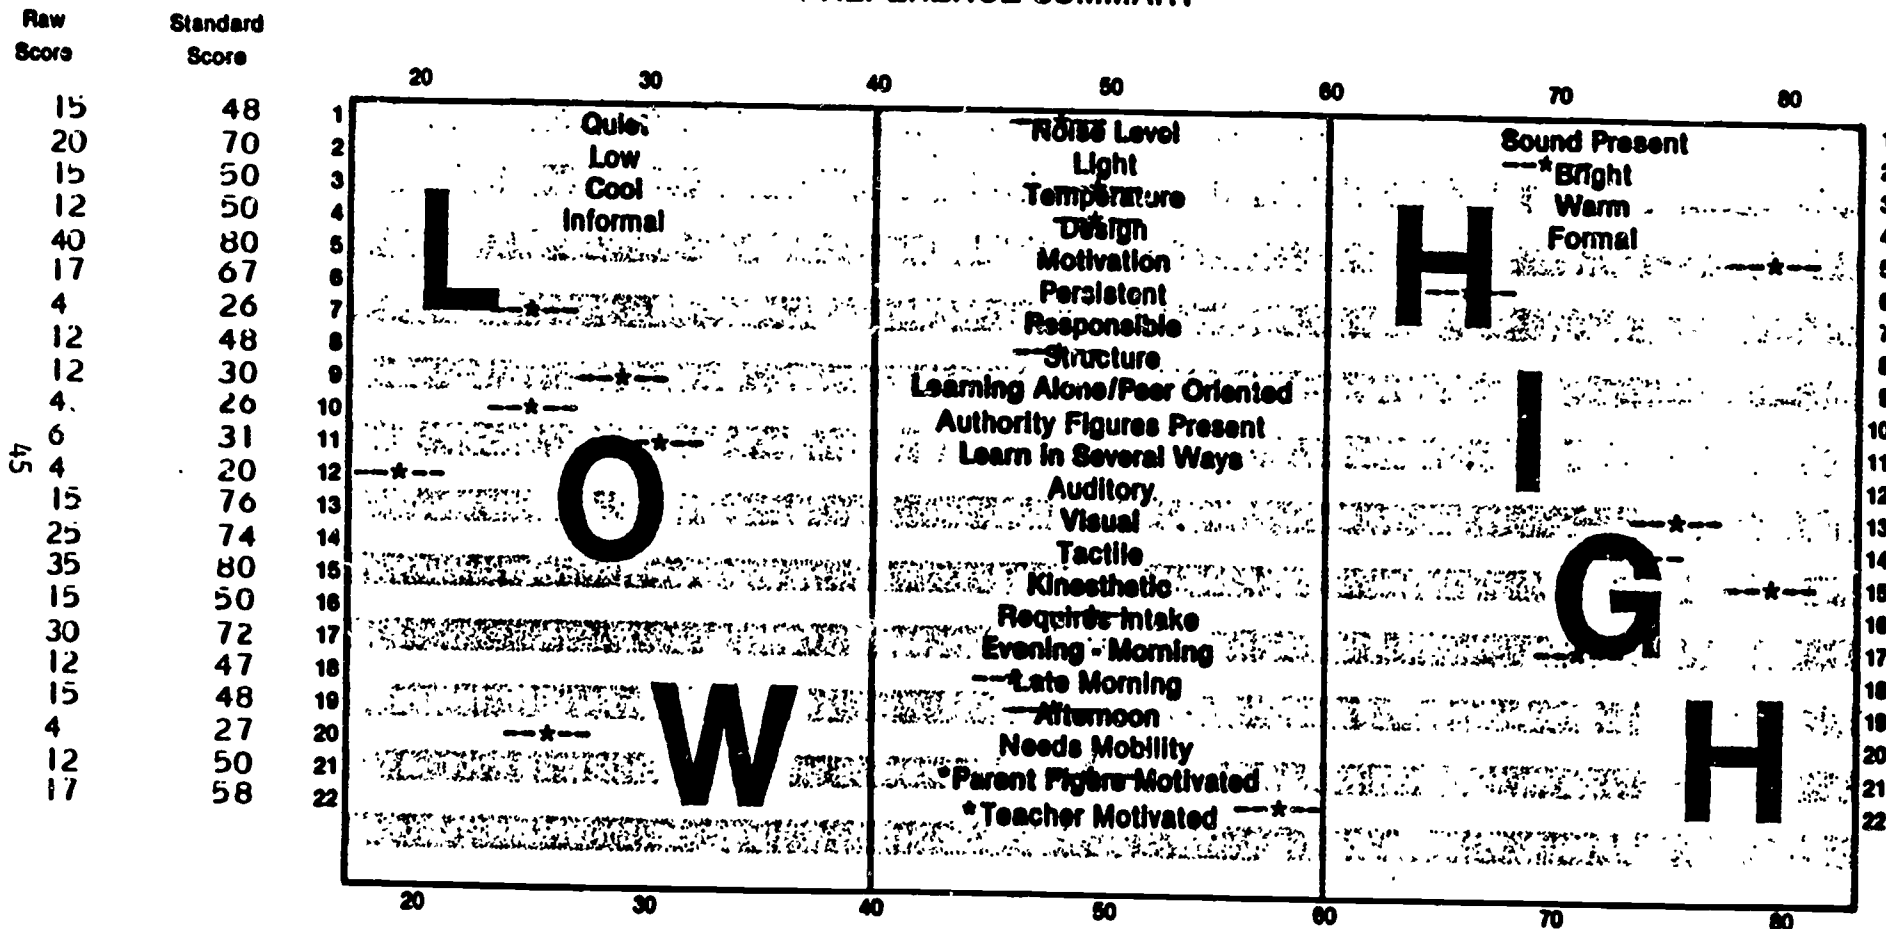 PREFERENCE SUMMARY
Raw Score Standard Score
20 30 40 50 60 70 80
15 48 1 Quiet Noise Level Sound Present 1
20 70 2 Low Light Bright 2
15 50 3 Cool Temperature Warm 3
12 50 4 Informal Design Formal 4
40 80 5 Motivation 5
17 67 6 Persistent 6
4 26 7 Responsible 7
12 48 8 Structure 8
12 30 9 Learning Alone/Peer Oriented 9
4 26 10 Authority Figures Present 10
6 31 11 Learn in Several Ways 11
4 20 12 Auditory 12
15 76 13 Visual 13
25 74 14 Tactile 14
35 80 15 Kinesthetic 15
15 50 16 Requires Intake 16
30 72 17 Evening - Morning 17
12 47 18 Late Morning 18
15 48 19 Afternoon 19
4 27 20 Needs Mobility 20
12 50 21 *Parent Figure Motivated 21
17 58 22 *Teacher Motivated 22
20 30 40 50 60 70 80
LOW
HIGH
45